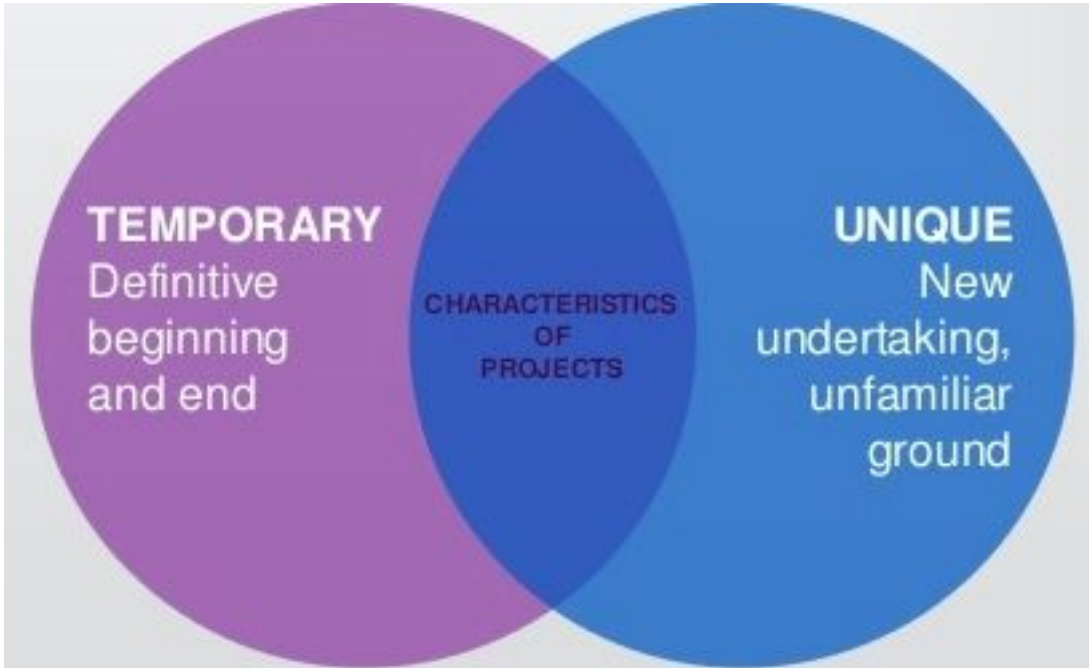 TEMPORARY
Definitive
beginning
and end
CHARACTERISTICS
OF
PROJECTS
UNIQUE
New
undertaking,
unfamiliar
ground